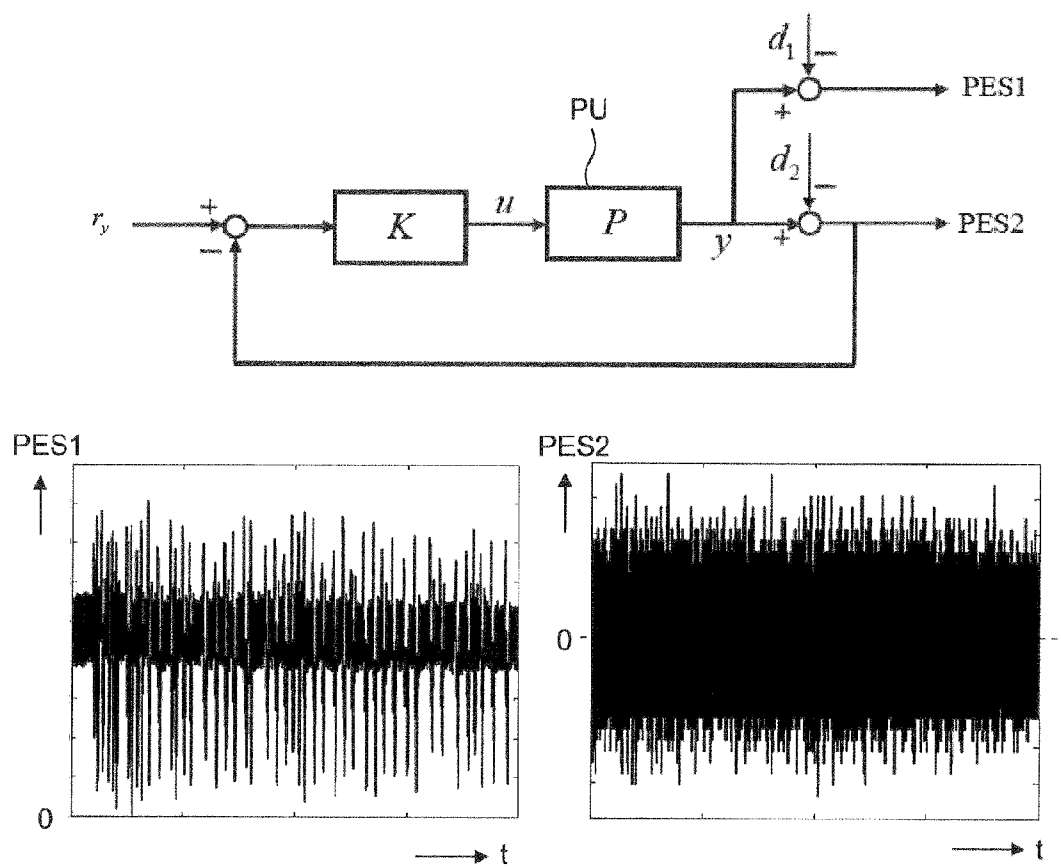 d₁
−
PES1
+
PU
d₂
−
r_y
+
−
K
u
P
y
+
PES2
PES1
PES2
0
0
t
t